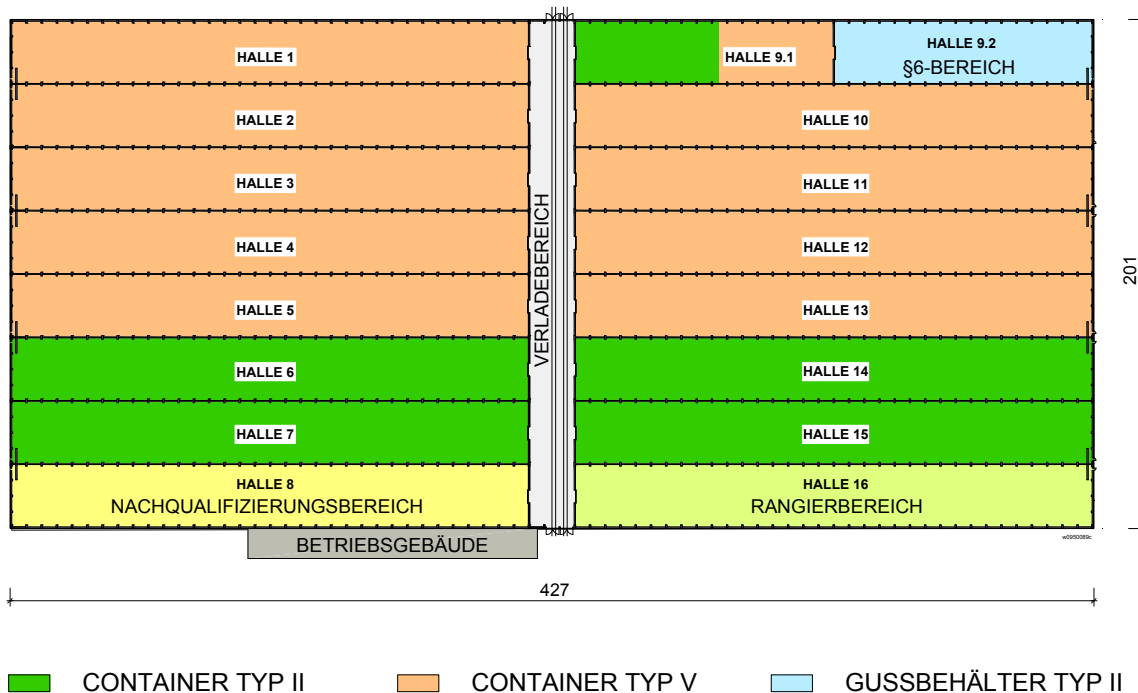 HALLE 1
HALLE 2
HALLE 3
HALLE 4
HALLE 5
HALLE 6
HALLE 7
HALLE 8
NACHQUALIFIZIERUNGSBEREICH
BETRIEBSGEBÄUDE
VERLADEBEREICH
HALLE 9.1
HALLE 9.2
§6-BEREICH
HALLE 10
HALLE 11
HALLE 12
HALLE 13
HALLE 14
HALLE 15
HALLE 16
RANGIERBEREICH
w0950089c
201
427
CONTAINER TYP II
CONTAINER TYP V
GUSSBEHÄLTER TYP II